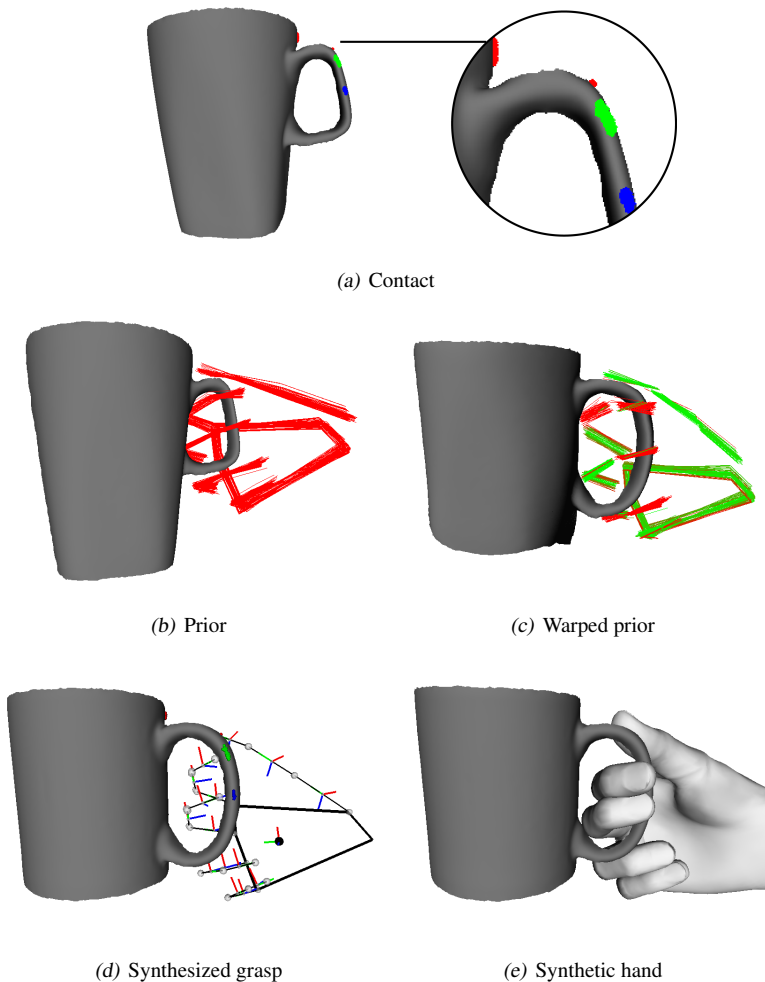 (a) Contact
(b) Prior
(c) Warped prior
(d) Synthesized grasp
(e) Synthetic hand